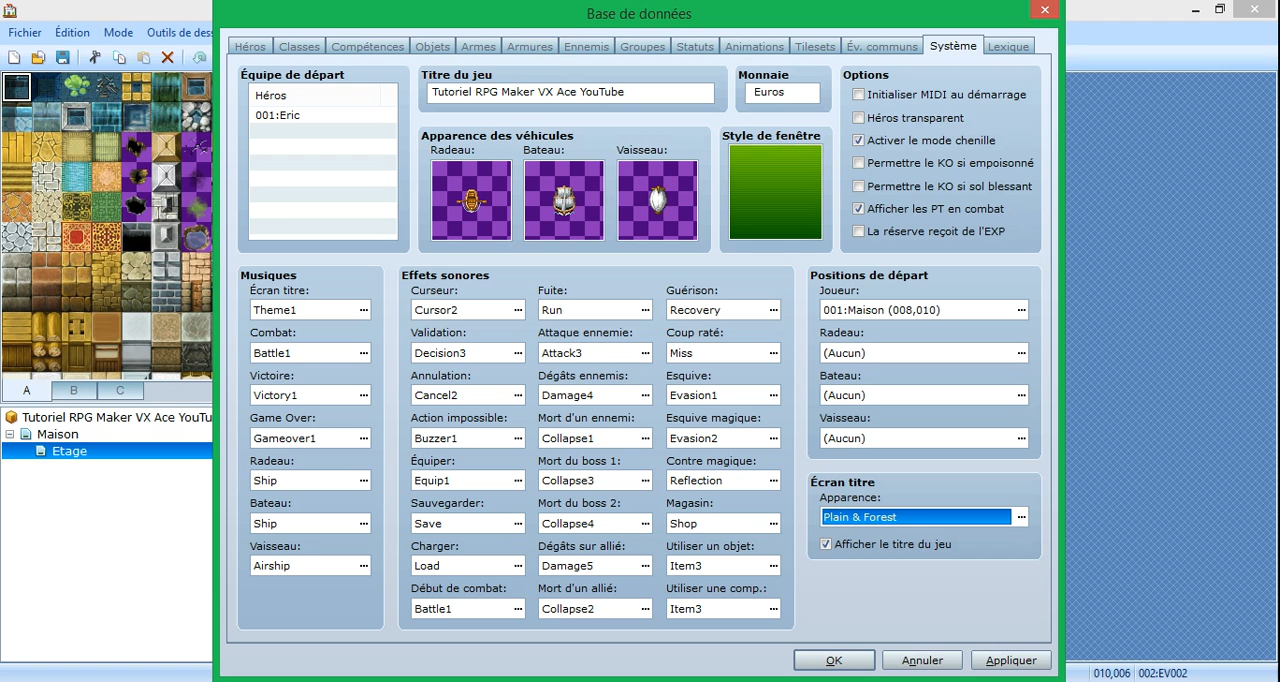 Base de données
Fichier Édition Mode Outils de des
Héros Classes Compétences Objets Armes Armures Ennemis Groupes Statuts Animations Tilesets Év. communs Système Lexique
Équipe de départ
Héros
001:Eric
Titre du jeu
Tutoriel RPG Maker VX Ace YouTube
Monnaie
Euros
Apparence des véhicules
Radeau: Bateau: Vaisseau:
Style de fenêtre
Options
Initialiser MIDI au démarrage
Héros transparent
Activer le mode chenille
Permettre le KO si empoisonné
Permettre le KO si sol blessant
Afficher les PT en combat
La réserve reçoit de l'EXP
Musiques
Écran titre:
Theme1 ...
Combat:
Battle1 ...
Victoire:
Victory1 ...
Game Over:
Gameover1 ...
Radeau:
Ship ...
Bateau:
Ship ...
Vaisseau:
Airship ...
Effets sonores
Curseur: Fuite: Guérison:
Cursor2 ... Run ... Recovery ...
Validation: Attaque ennemie: Coup raté:
Decision3 ... Attack3 ... Miss ...
Annulation: Dégâts ennemis: Esquive:
Cancel2 ... Damage4 ... Evasion1 ...
Action impossible: Mort d'un ennemi: Esquive magique:
Buzzer1 ... Collapse1 ... Evasion2 ...
Équiper: Mort du boss 1: Contre magique:
Equip1 ... Collapse3 ... Reflection ...
Sauvegarder: Mort du boss 2: Magasin:
Save ... Collapse4 ... Shop ...
Charger: Dégâts sur allié: Utiliser un objet:
Load ... Damage5 ... Item3 ...
Début de combat: Mort d'un allié: Utiliser une comp.:
Battle1 ... Collapse2 ... Item3 ...
Positions de départ
Joueur:
001:Maison (008,010) ...
Radeau:
(Aucun) ...
Bateau:
(Aucun) ...
Vaisseau:
(Aucun) ...
Écran titre
Apparence:
Plain & Forest ...
Afficher le titre du jeu
A B C
Tutoriel RPG Maker VX Ace YouTu
Maison
Etage
OK Annuler Appliquer
010,006 002:EV002